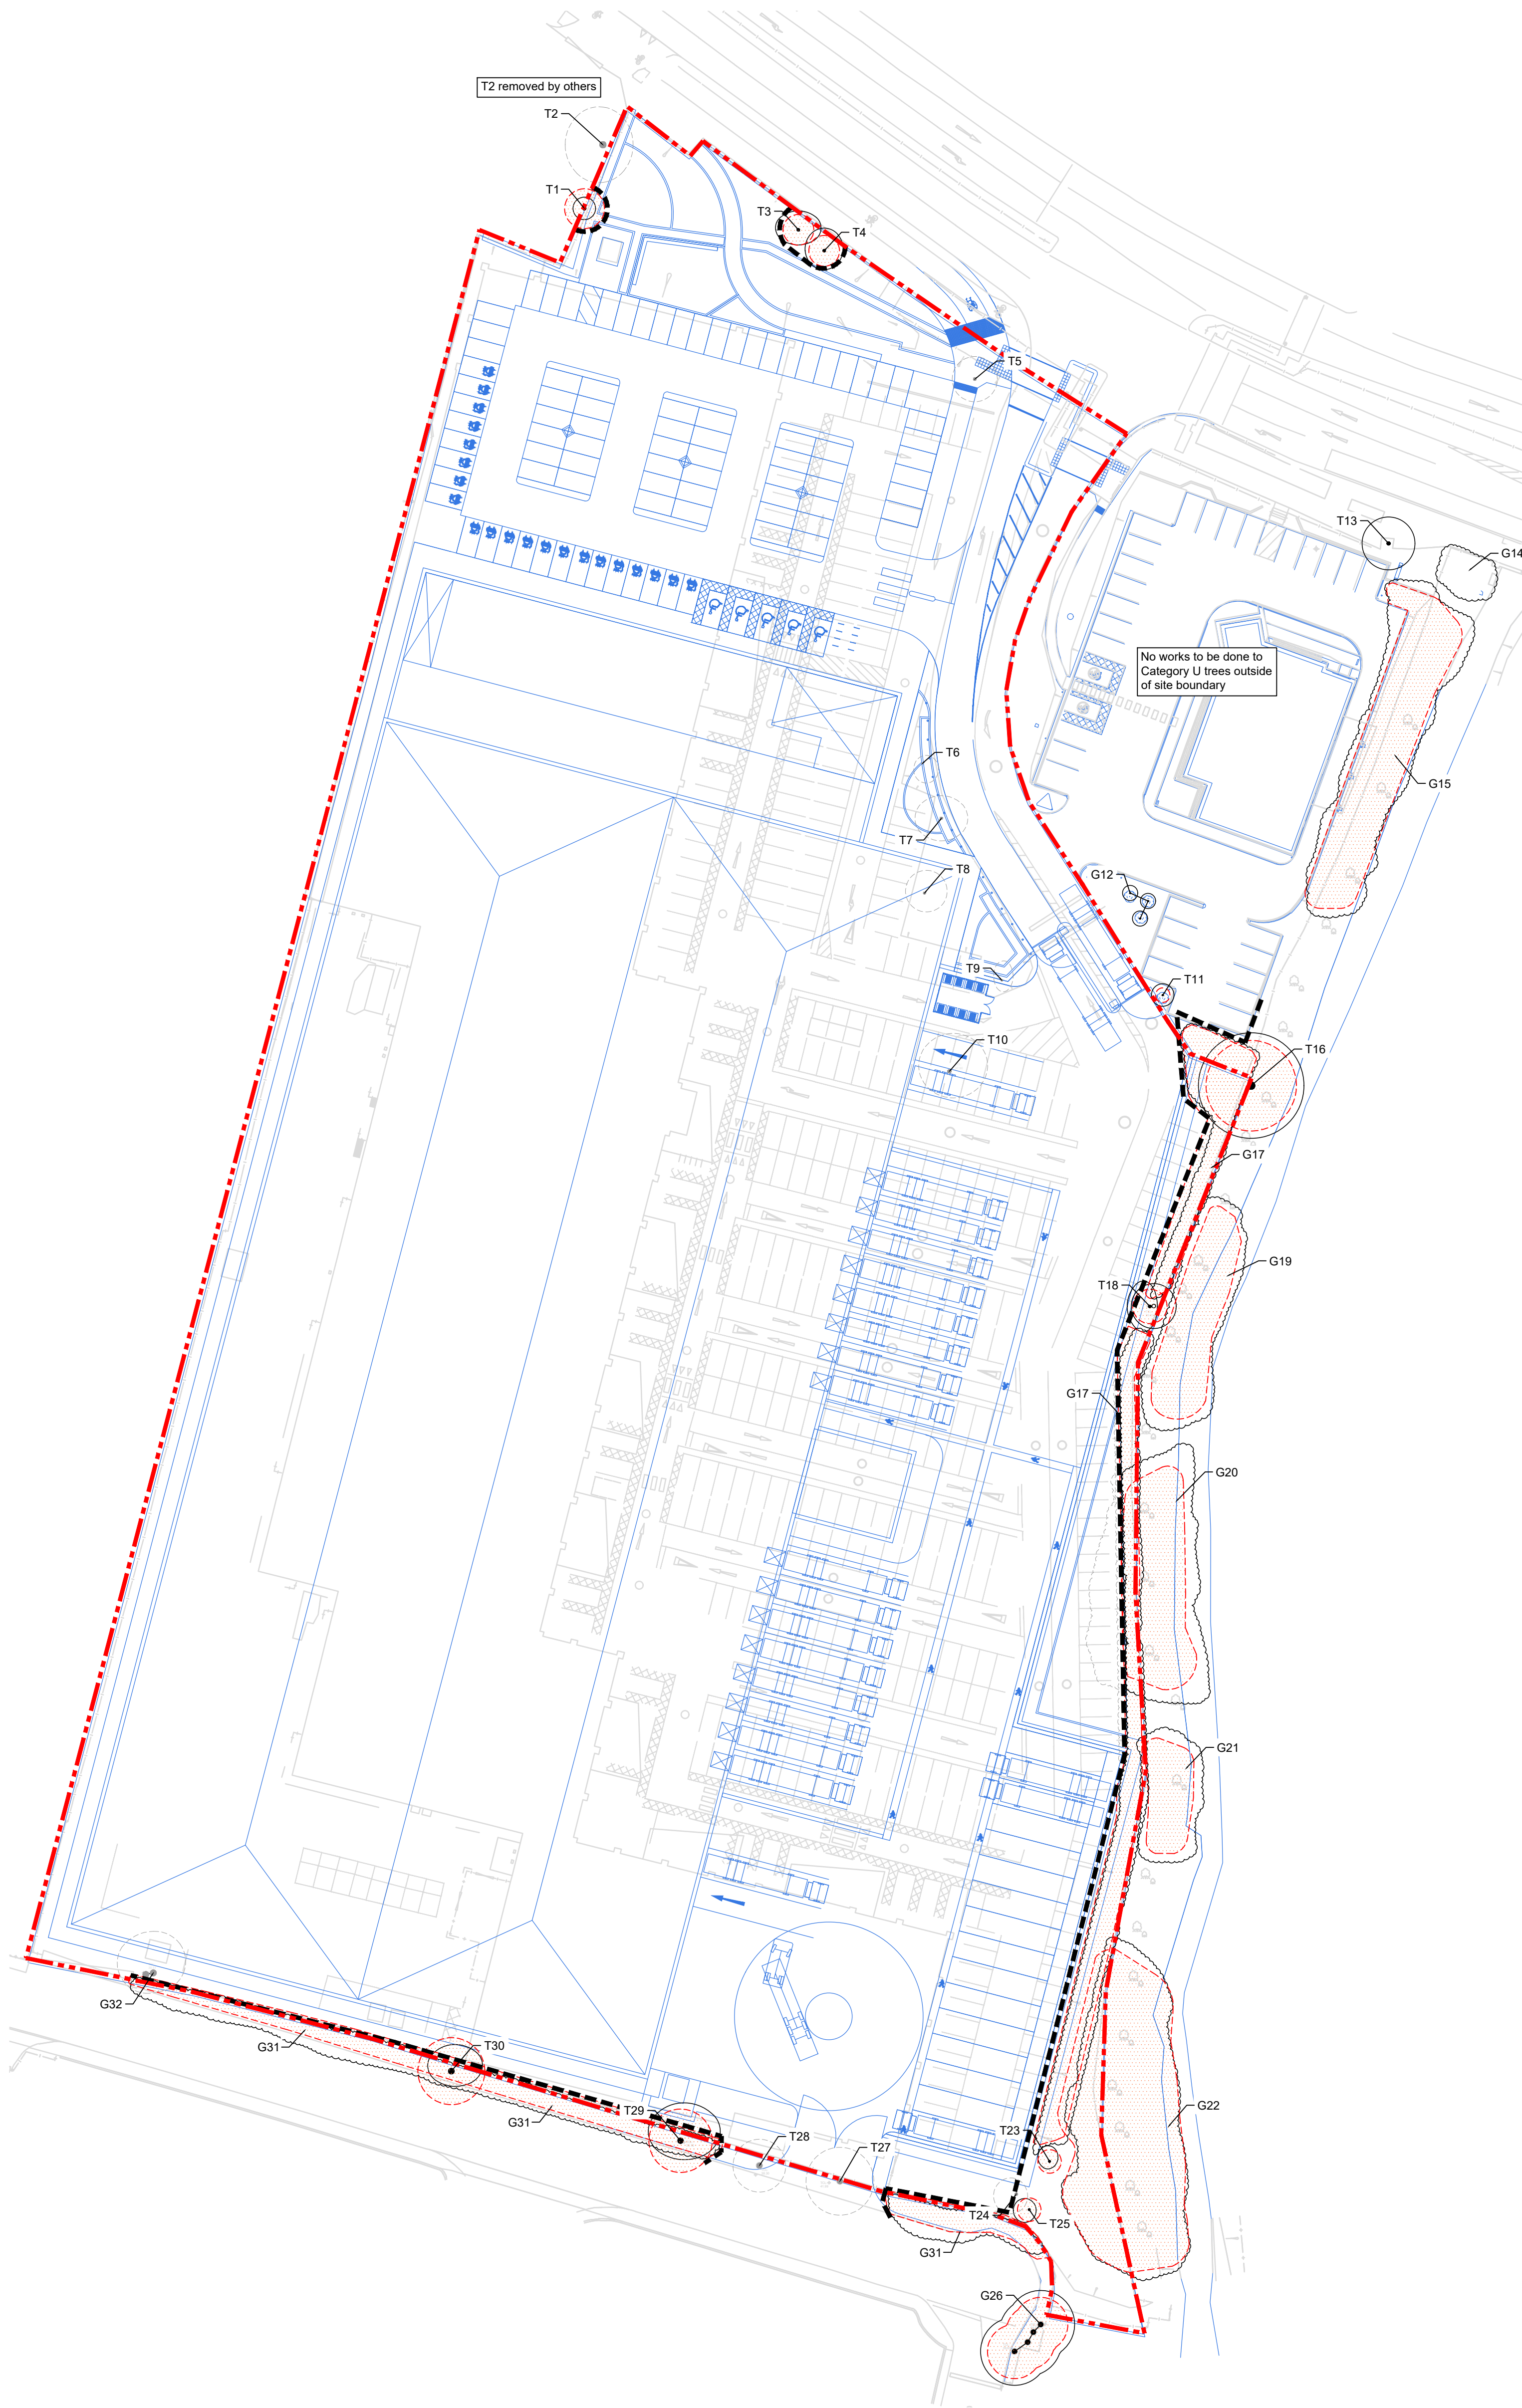 T2 removed by others
T2
T1
T3
T4
T5
T13
G14
No works to be done to
Category U trees outside
of site boundary
T6
G15
T7
T8
G12
T9
T11
T10
T16
G17
G19
T18
G17
G20
G21
G32
G31
T30
G31
T29
T28
T27
T23
G22
T24
T25
G31
G26